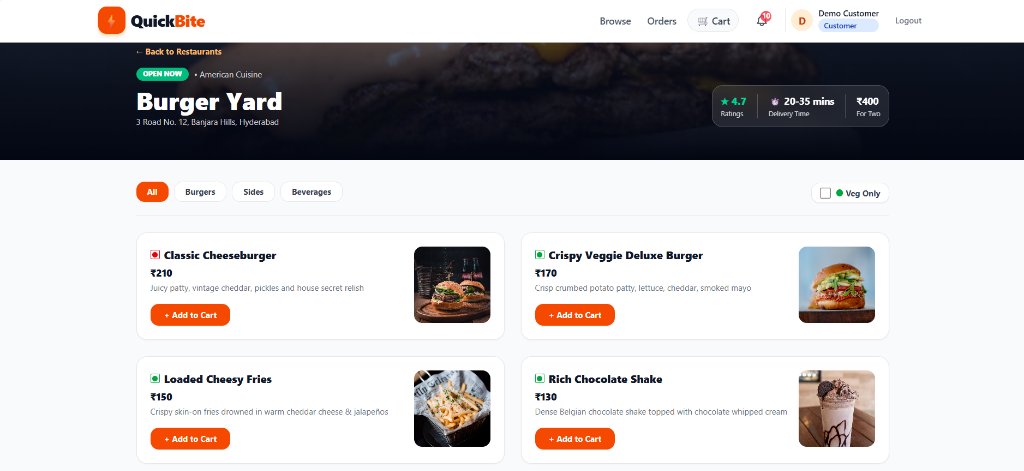 QuickBite
Browse
Orders
Cart
10
D
Demo Customer
Customer
Logout
← Back to Restaurants
OPEN NOW • American Cuisine
Burger Yard
3 Road No. 12, Banjara Hills, Hyderabad
★ 4.7
Ratings
20-35 mins
Delivery Time
₹400
For Two
All
Burgers
Sides
Beverages
Veg Only
Classic Cheeseburger
₹210
Juicy patty, vintage cheddar, pickles and house secret relish
+ Add to Cart
Crispy Veggie Deluxe Burger
₹170
Crisp crumbed potato patty, lettuce, cheddar, smoked mayo
+ Add to Cart
Loaded Cheesy Fries
₹150
Crispy skin-on fries drowned in warm cheddar cheese & jalapeños
+ Add to Cart
Rich Chocolate Shake
₹130
Dense Belgian chocolate shake topped with chocolate whipped cream
+ Add to Cart